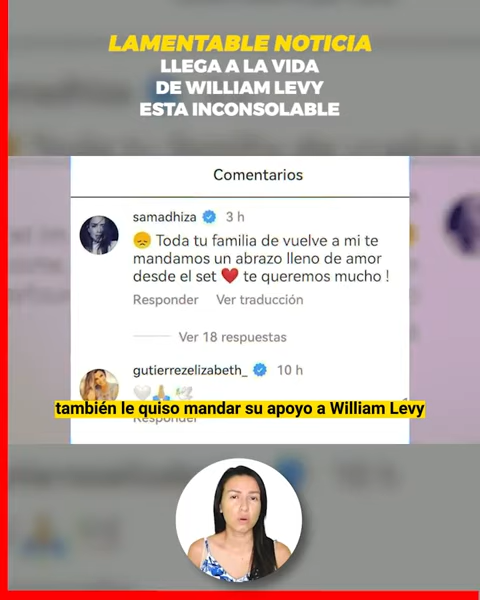 LAMENTABLE NOTICIA
LLEGA A LA VIDA
DE WILLIAM LEVY
ESTA INCONSOLABLE
Comentarios
samadhiza 3 h
😞 Toda tu familia de vuelve a mi te
mandamos un abrazo lleno de amor
desde el set ❤️ te queremos mucho !
Responder Ver traducción
Ver 18 respuestas
gutierrezelizabeth_ 10 h
🤍🙏🕊️
también le quiso mandar su apoyo a William Levy
Responder